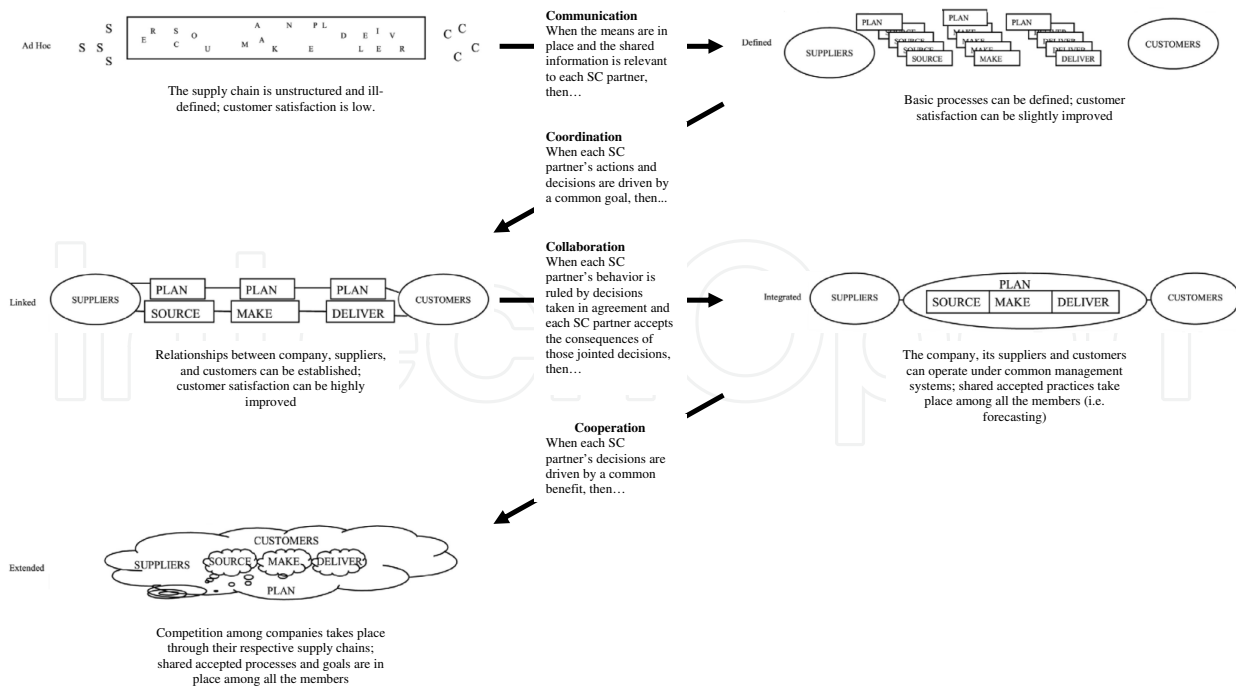 Ad Hoc
S
S S
S
E R S C O U M A K A N E PL D E L I V E R
C C
C
C
The supply chain is unstructured and ill-
defined; customer satisfaction is low.
Communication
When the means are in
place and the shared
information is relevant
to each SC partner,
then…
Defined
SUPPLIERS
PLAN
SOURCE
SOURCE
SOURCE
SOURCE
PLAN
MAKE
MAKE
MAKE
MAKE
PLAN
DELIVER
DELIVER
DELIVER
DELIVER
CUSTOMERS
Basic processes can be defined; customer
satisfaction can be slightly improved
Coordination
When each SC
partner’s actions and
decisions are driven by
a common goal, then...
Linked
SUPPLIERS
PLAN PLAN PLAN
SOURCE MAKE DELIVER
CUSTOMERS
Relationships between company, suppliers,
and customers can be established;
customer satisfaction can be highly
improved
Collaboration
When each SC
partner’s behavior is
ruled by decisions
taken in agreement and
each SC partner accepts
the consequences of
those jointed decisions,
then…
Integrated
SUPPLIERS
PLAN
SOURCE MAKE DELIVER
CUSTOMERS
The company, its suppliers and customers
can operate under common management
systems; shared accepted practices take
place among all the members (i.e.
forecasting)
Cooperation
When each SC
partner’s decisions are
driven by a common
benefit, then…
Extended
CUSTOMERS
SUPPLIERS
SOURCE MAKE DELIVER
PLAN
Competition among companies takes place
through their respective supply chains;
shared accepted processes and goals are in
place among all the members
InTechOpen